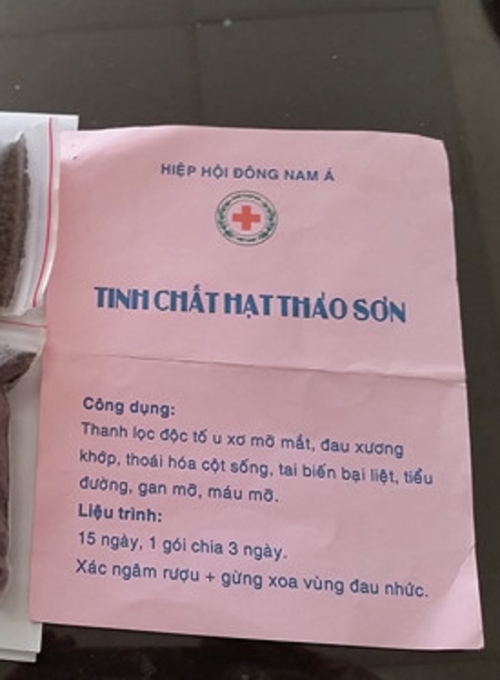 HIỆP HỘI ĐÔNG NAM Á
TINH CHẤT HẠT THẢO SƠN
Công dụng:
Thanh lọc độc tố u xơ mỡ mắt, đau xương
khớp, thoái hóa cột sống, tai biến bại liệt, tiểu
đường, gan mỡ, máu mỡ.
Liệu trình:
15 ngày, 1 gói chia 3 ngày.
Xác ngâm rượu + gừng xoa vùng đau nhức.